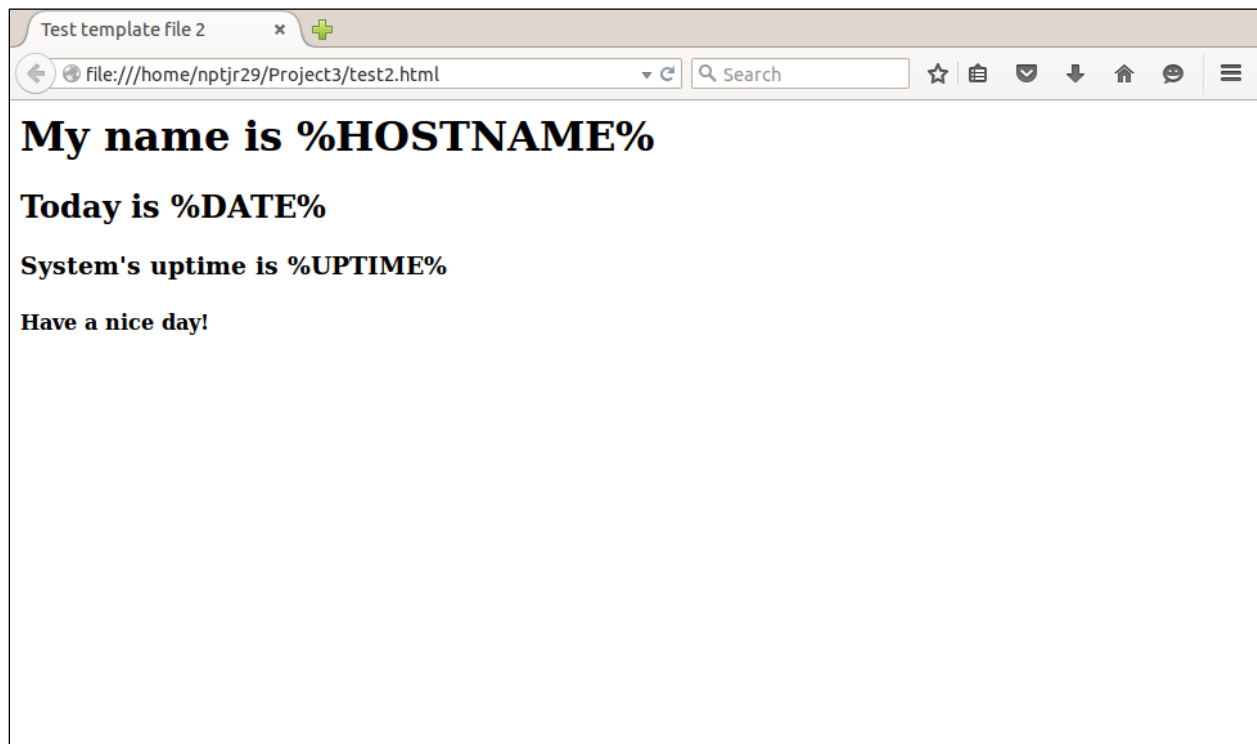 Test template file 2
file:///home/nptjr29/Project3/test2.html
Search
My name is %HOSTNAME%
Today is %DATE%
System's uptime is %UPTIME%
Have a nice day!